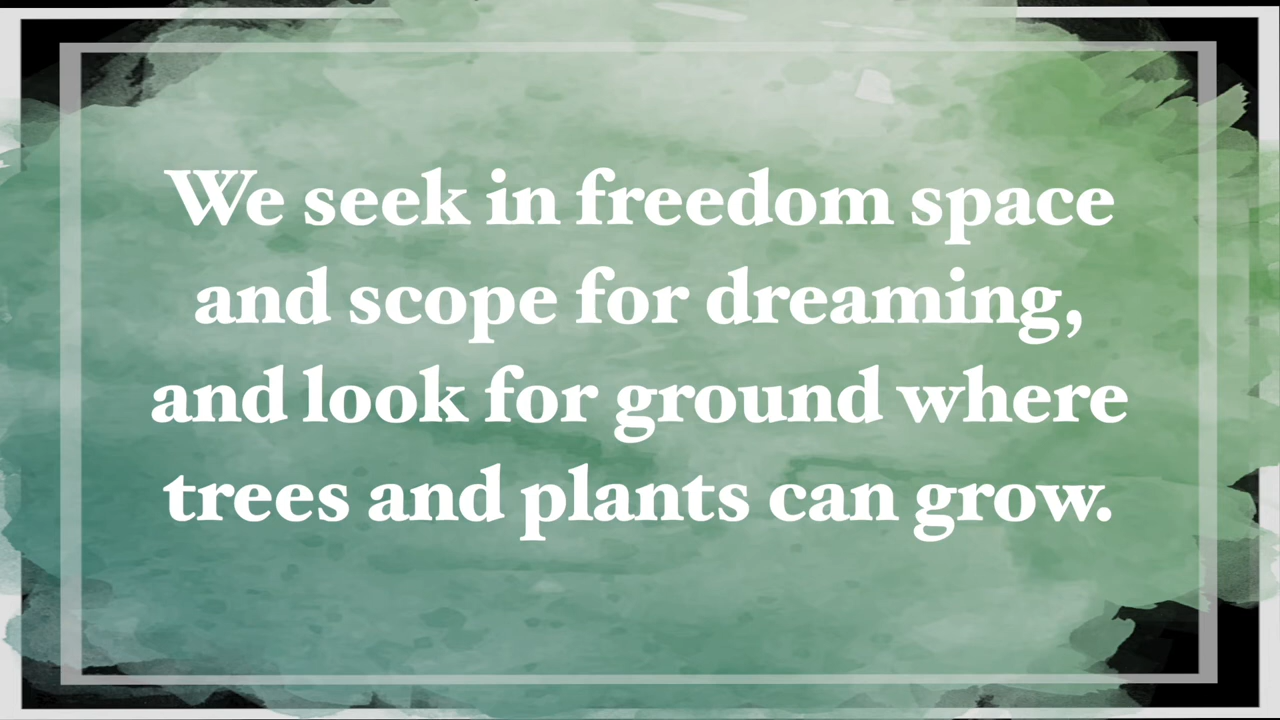 We seek in freedom space
and scope for dreaming,
and look for ground where
trees and plants can grow.